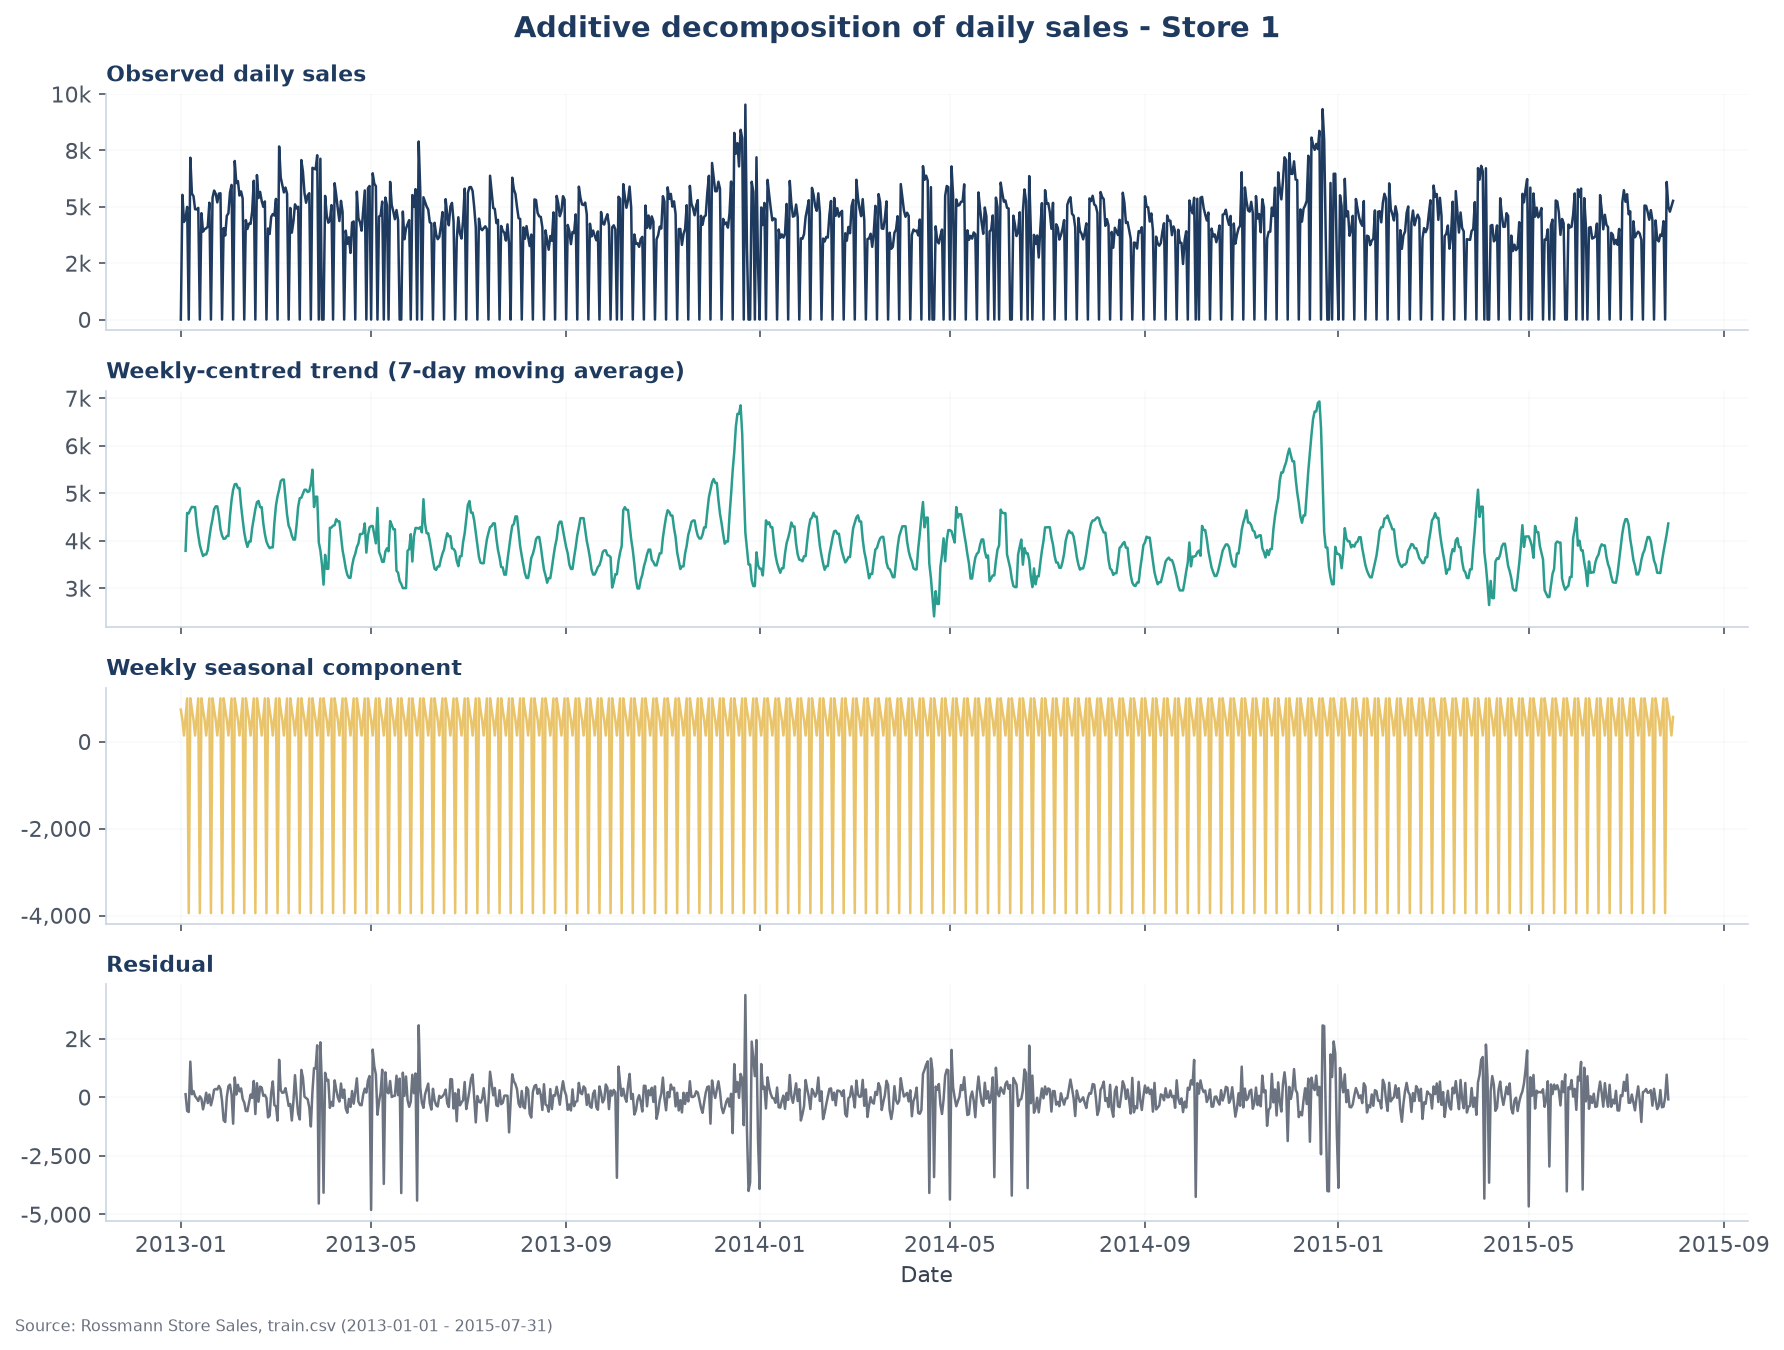 Additive decomposition of daily sales - Store 1
Observed daily sales
10k
8k
5k
2k
0
Weekly-centred trend (7-day moving average)
7k
6k
5k
4k
3k
Weekly seasonal component
0
-2,000
-4,000
Residual
2k
0
-2,500
-5,000
2013-01 2013-05 2013-09 2014-01 2014-05 2014-09 2015-01 2015-05 2015-09
Date
Source: Rossmann Store Sales, train.csv (2013-01-01 - 2015-07-31)